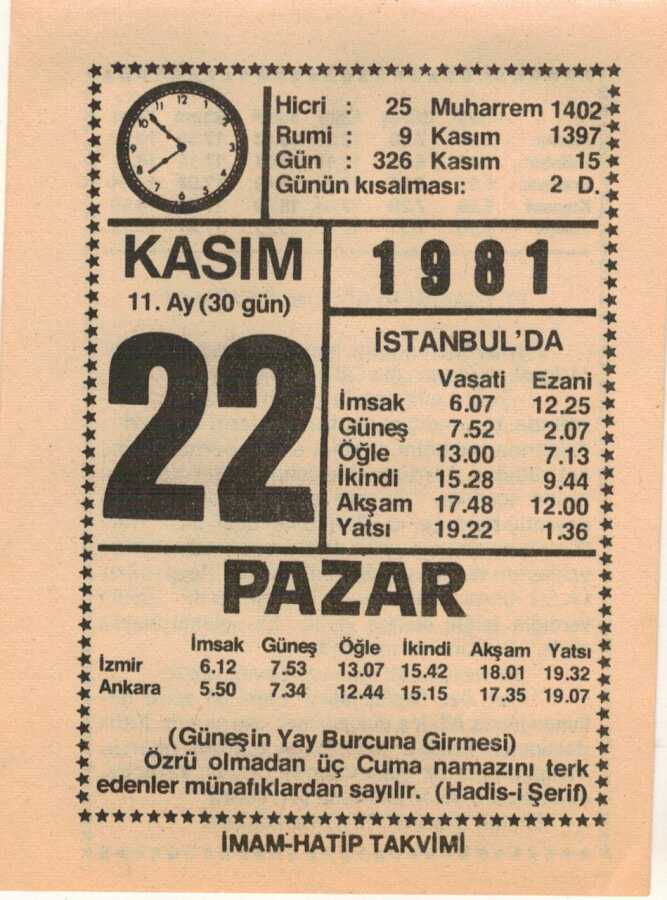 Hicri : 25 Muharrem 1402
Rumi : 9 Kasım 1397
Gün : 326 Kasım 15
Günün kısalması: 2 D.
KASIM
11. Ay (30 gün)
22
1981
İSTANBUL'DA
Vaşati Ezani
İmsak 6.07 12.25
Güneş 7.52 2.07
Öğle 13.00 7.13
İkindi 15.28 9.44
Akşam 17.48 12.00
Yatsı 19.22 1.36
PAZAR
İmsak Güneş Öğle İkindi Akşam Yatsı
İzmir 6.12 7.53 13.07 15.42 18.01 19.32
Ankara 5.50 7.34 12.44 15.15 17.35 19.07
(Güneşin Yay Burcuna Girmesi)
Özrü olmadan üç Cuma namazını terk
edenler münafıklardan sayılır. (Hadis-i Şerif)
İMAM-HATİP TAKVİMİ